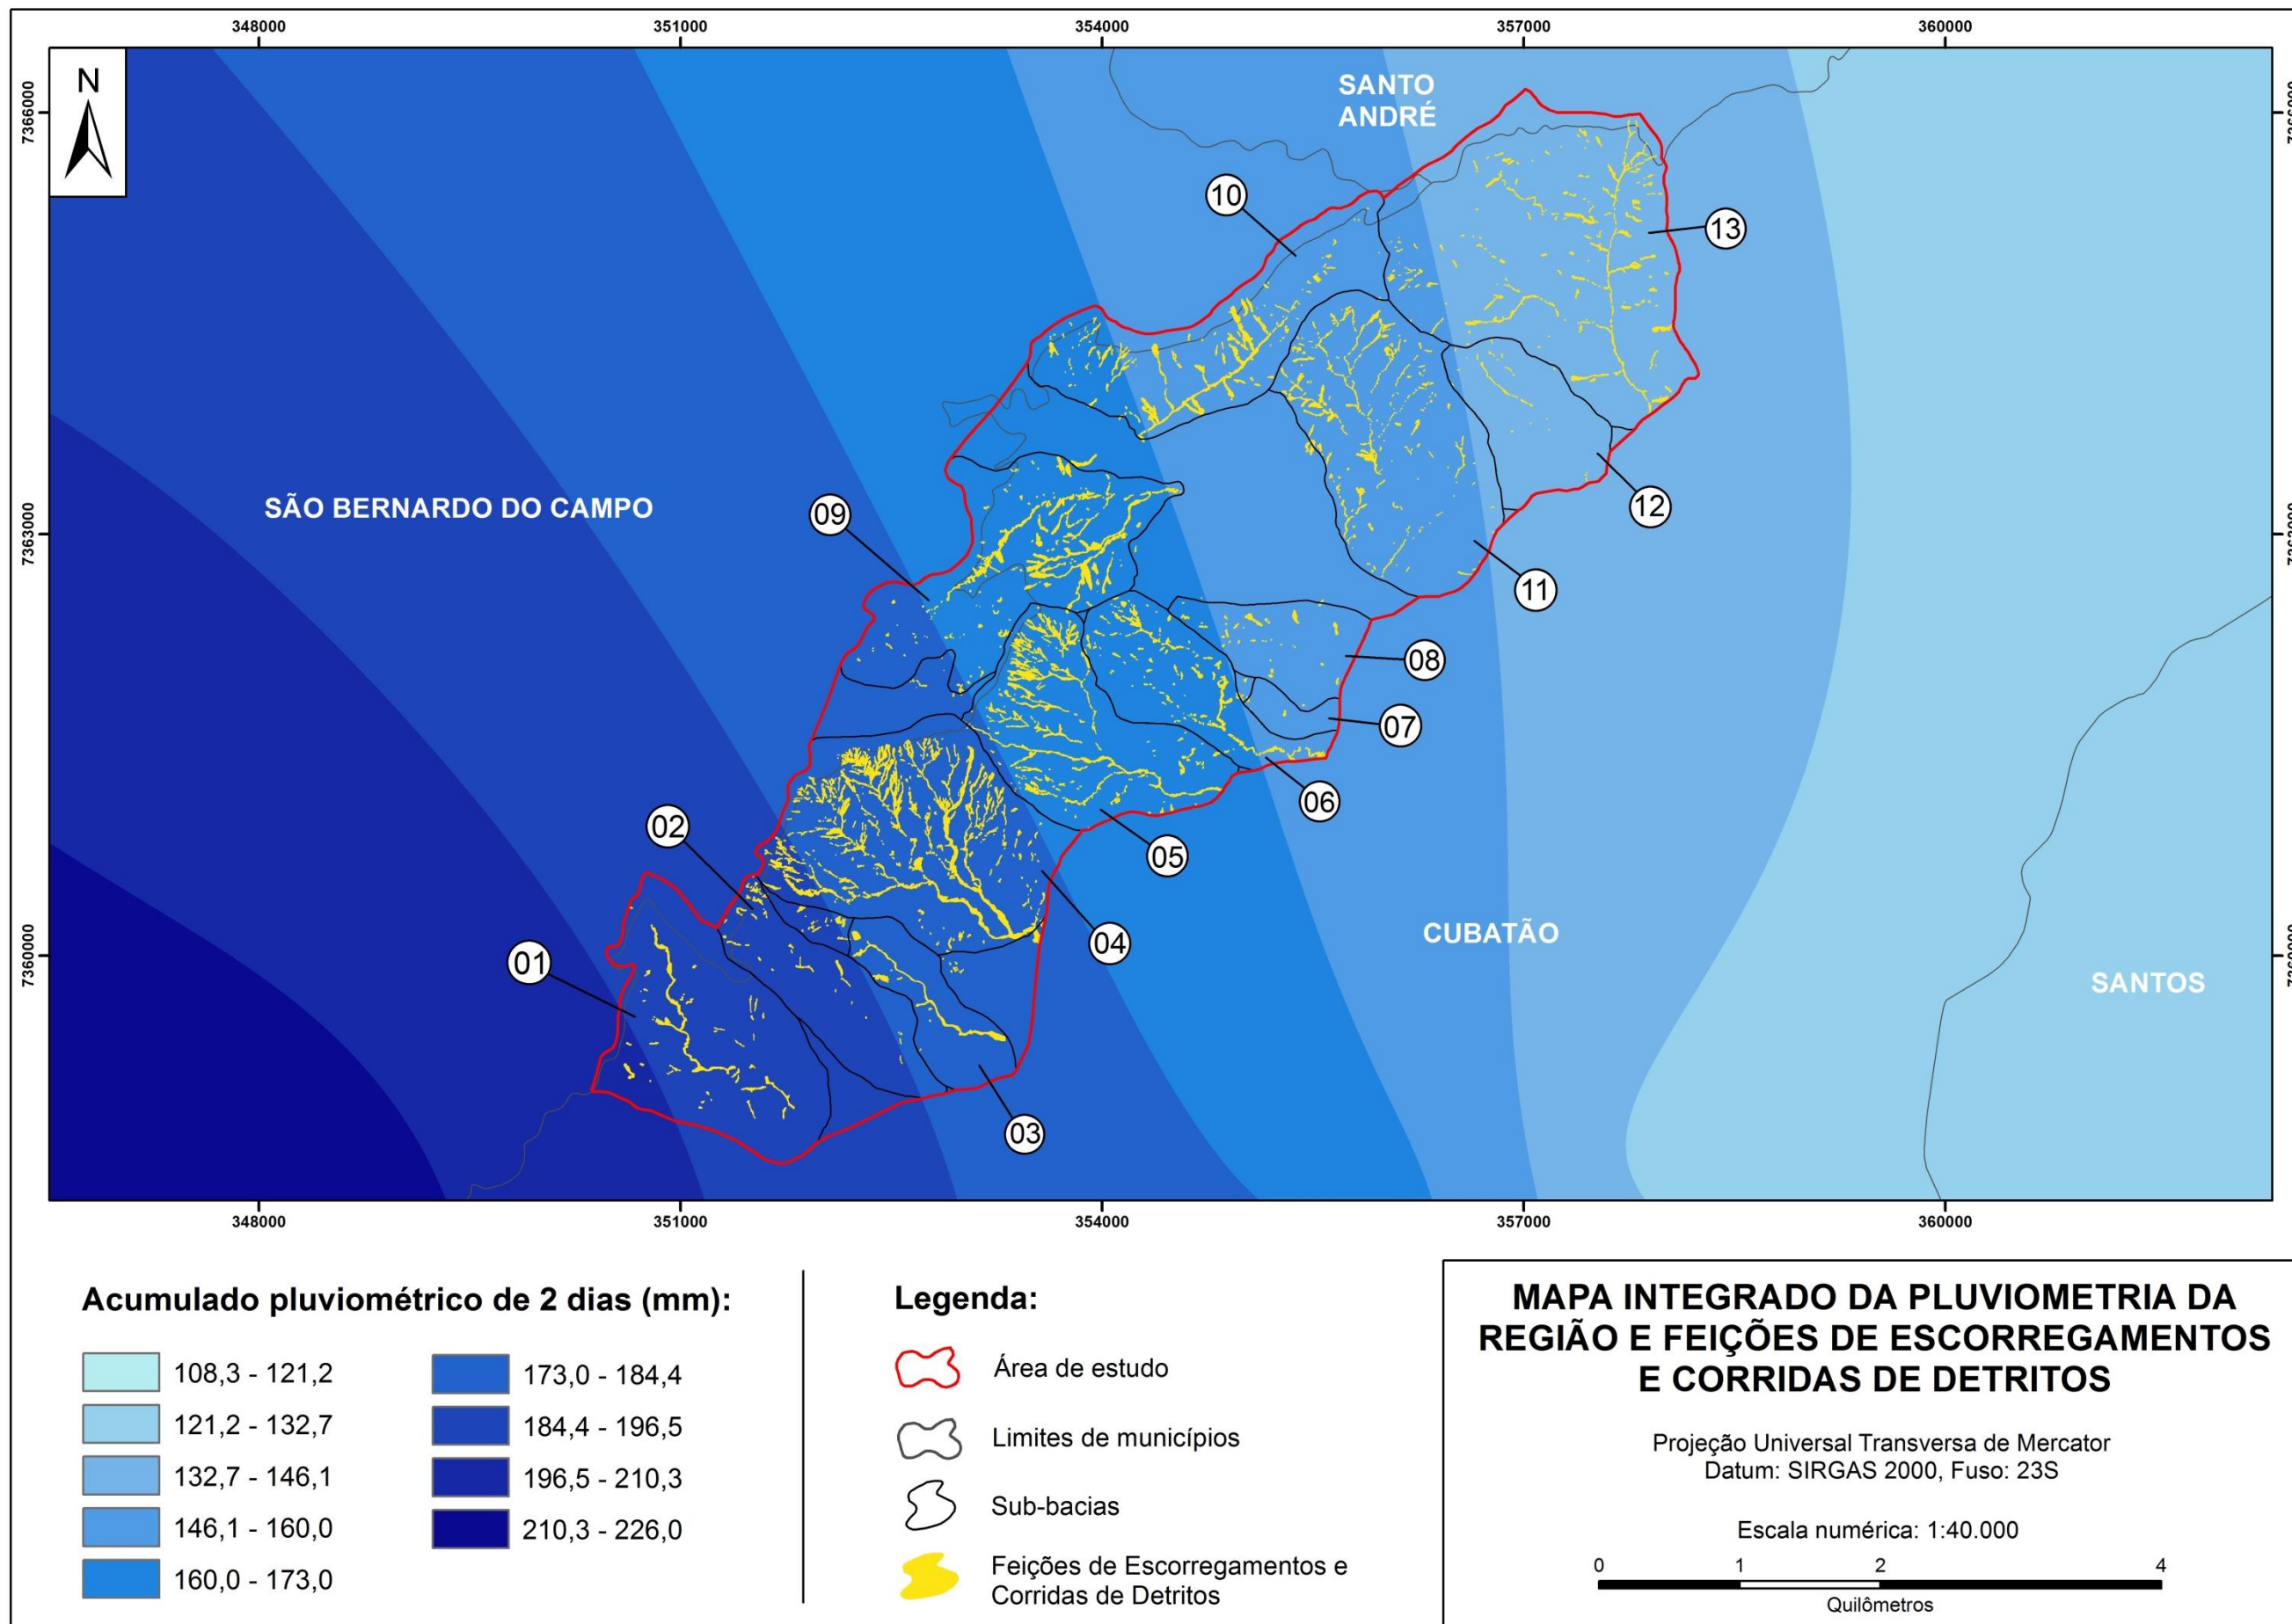 348000
351000
354000
357000
360000
N
7366000
7363000
7360000
SANTO
ANDRÉ
10
13
SÃO BERNARDO DO CAMPO
09
12
11
08
07
06
02
05
04
CUBATÃO
01
SANTOS
03
348000
351000
354000
357000
360000
Acumulado pluviométrico de 2 dias (mm):
108,3 - 121,2
121,2 - 132,7
132,7 - 146,1
146,1 - 160,0
160,0 - 173,0
173,0 - 184,4
184,4 - 196,5
196,5 - 210,3
210,3 - 226,0
Legenda:
Área de estudo
Limites de municípios
Sub-bacias
Feições de Escorregamentos e
Corridas de Detritos
MAPA INTEGRADO DA PLUVIOMETRIA DA
REGIÃO E FEIÇÕES DE ESCORREGAMENTOS
E CORRIDAS DE DETRITOS
Projeção Universal Transversa de Mercator
Datum: SIRGAS 2000, Fuso: 23S
Escala numérica: 1:40.000
0 1 2 4
Quilômetros